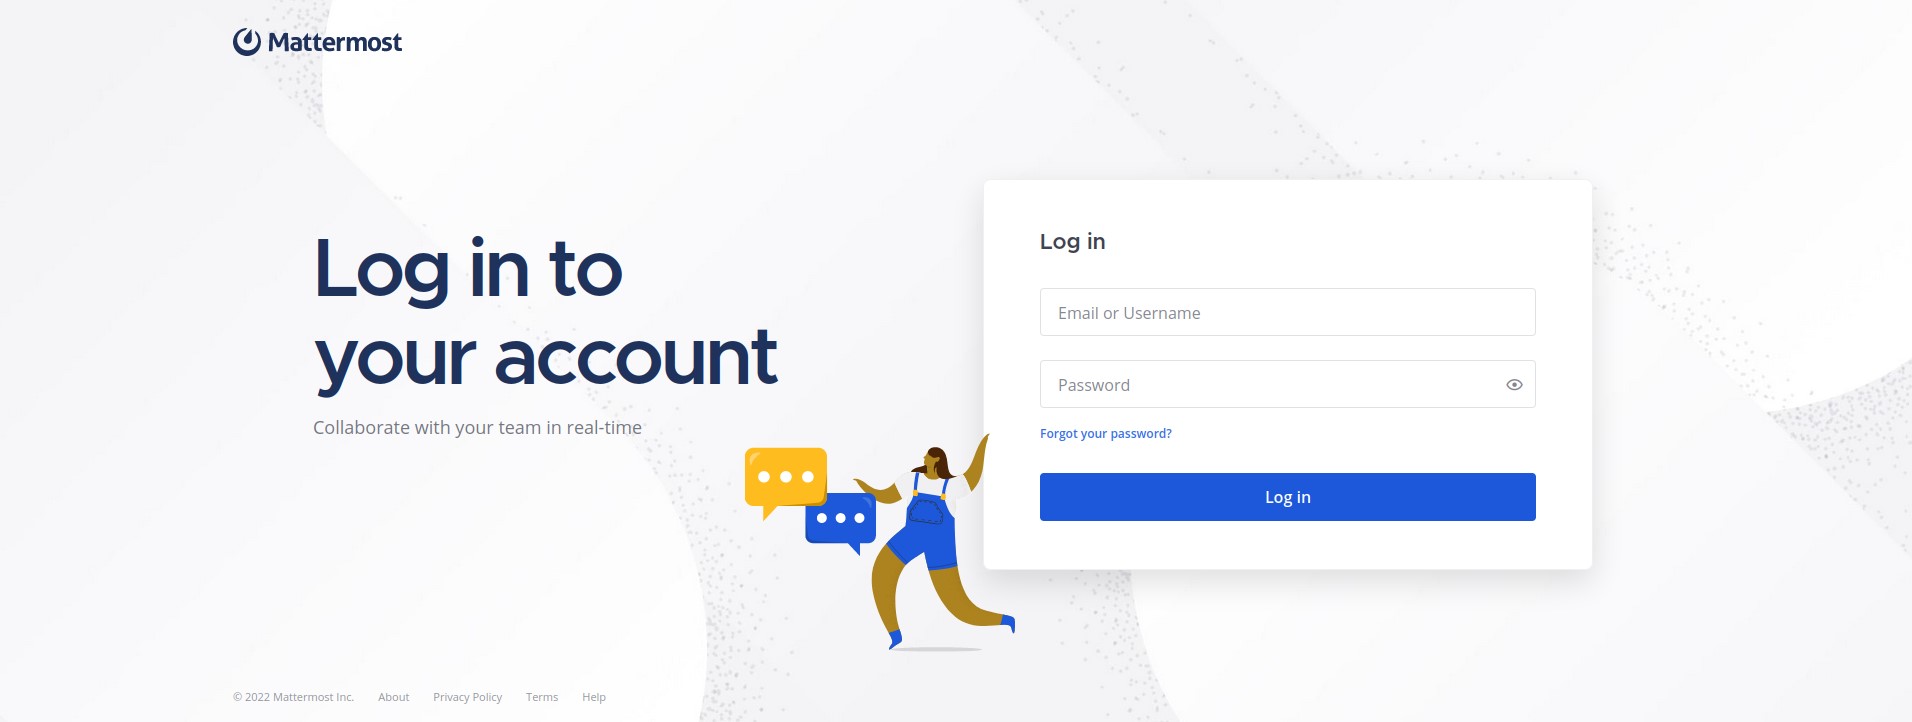 Mattermost
Log in to
your account
Collaborate with your team in real-time
Log in
Email or Username
Password
Forgot your password?
Log in
© 2022 Mattermost Inc. About Privacy Policy Terms Help